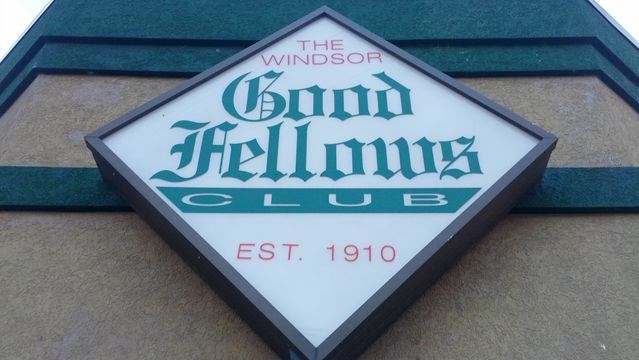 THE
WINDSOR
Good
Fellows
CLUB
EST. 1910